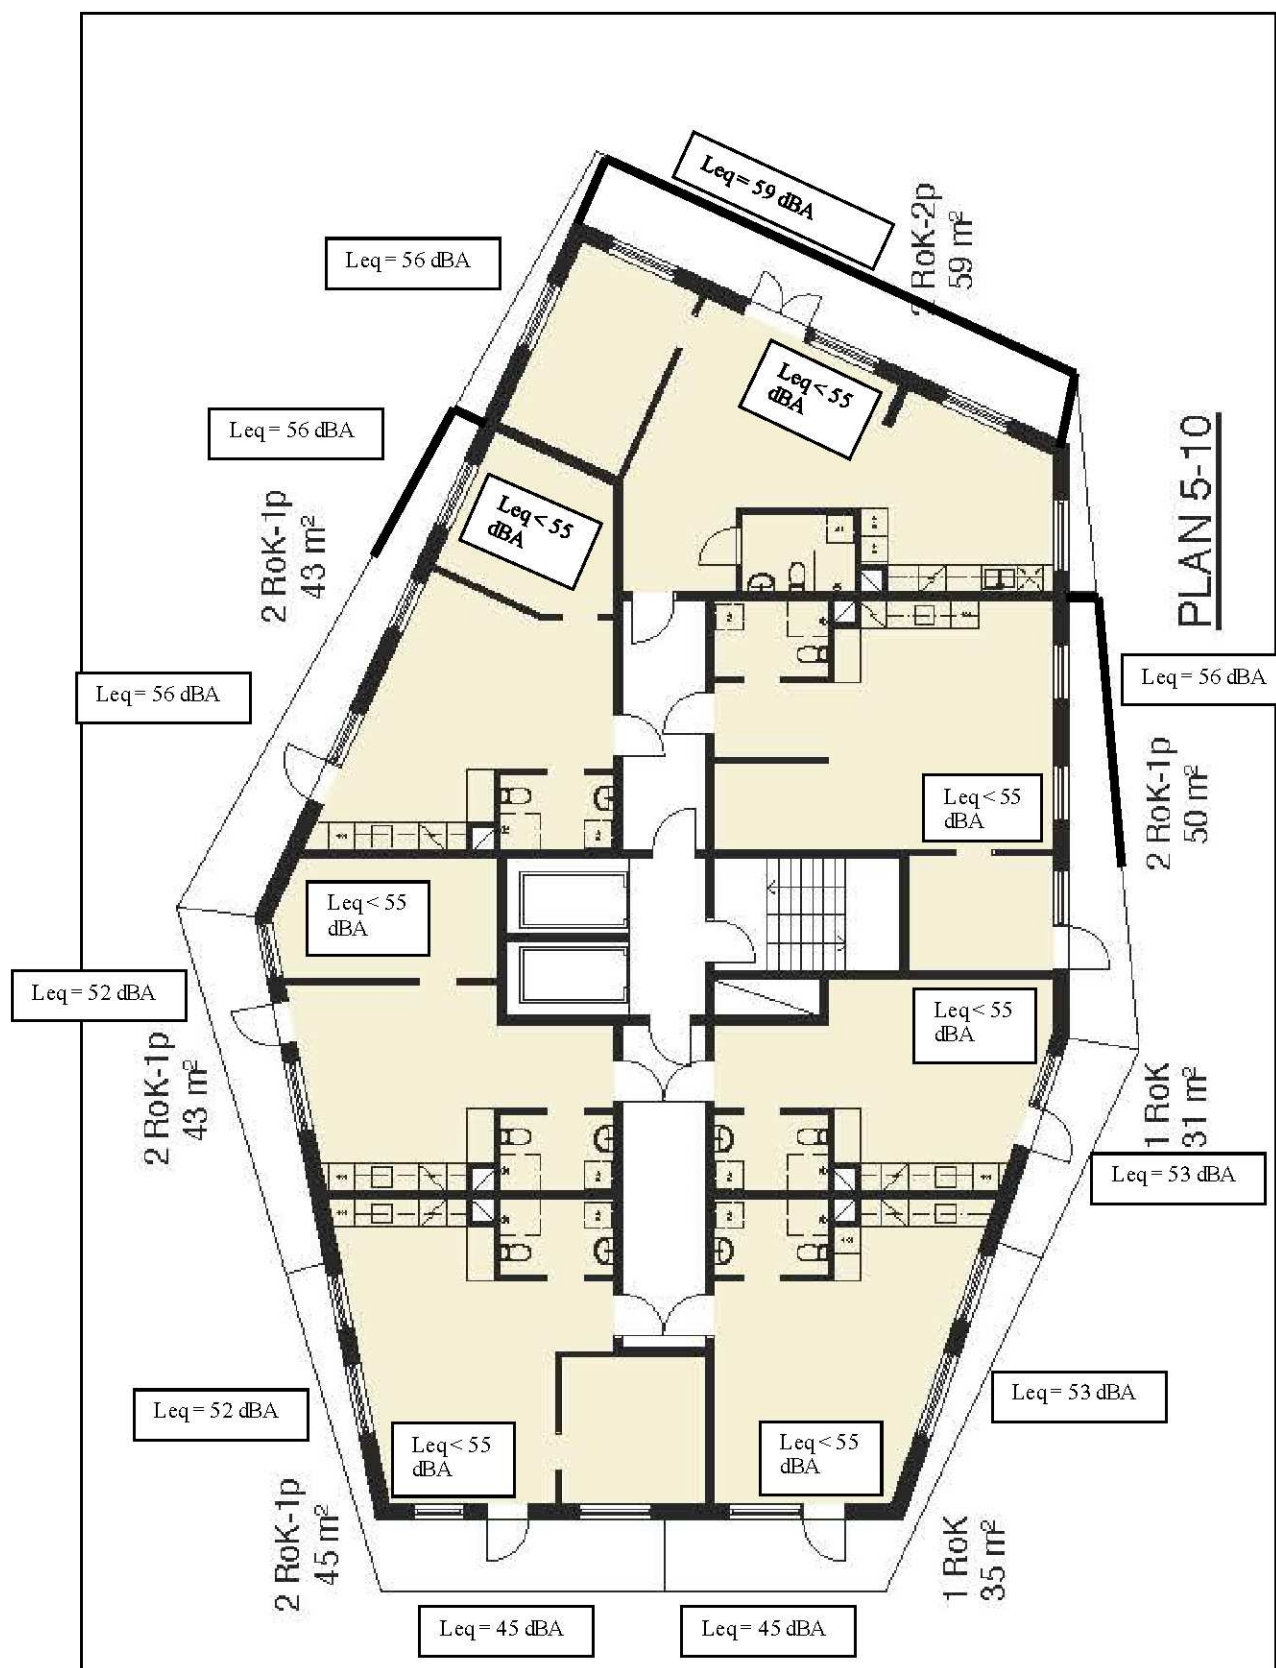 Leq = 59 dBA
2 RoK-2p
59 m²
Leq = 56 dBA
Leq < 55
dBA
Leq = 56 dBA
PLAN 5-10
2 RoK-1p
43 m²
Leq < 55
dBA
Leq = 56 dBA
Leq = 56 dBA
2 RoK-1p
50 m²
Leq < 55
dBA
Leq < 55
dBA
Leq = 52 dBA
Leq < 55
dBA
2 RoK-1p
43 m²
1 RoK
31 m²
Leq = 53 dBA
Leq = 52 dBA
Leq = 53 dBA
Leq < 55
dBA
Leq < 55
dBA
2 RoK-1p
45 m²
1 RoK
35 m²
Leq = 45 dBA
Leq = 45 dBA